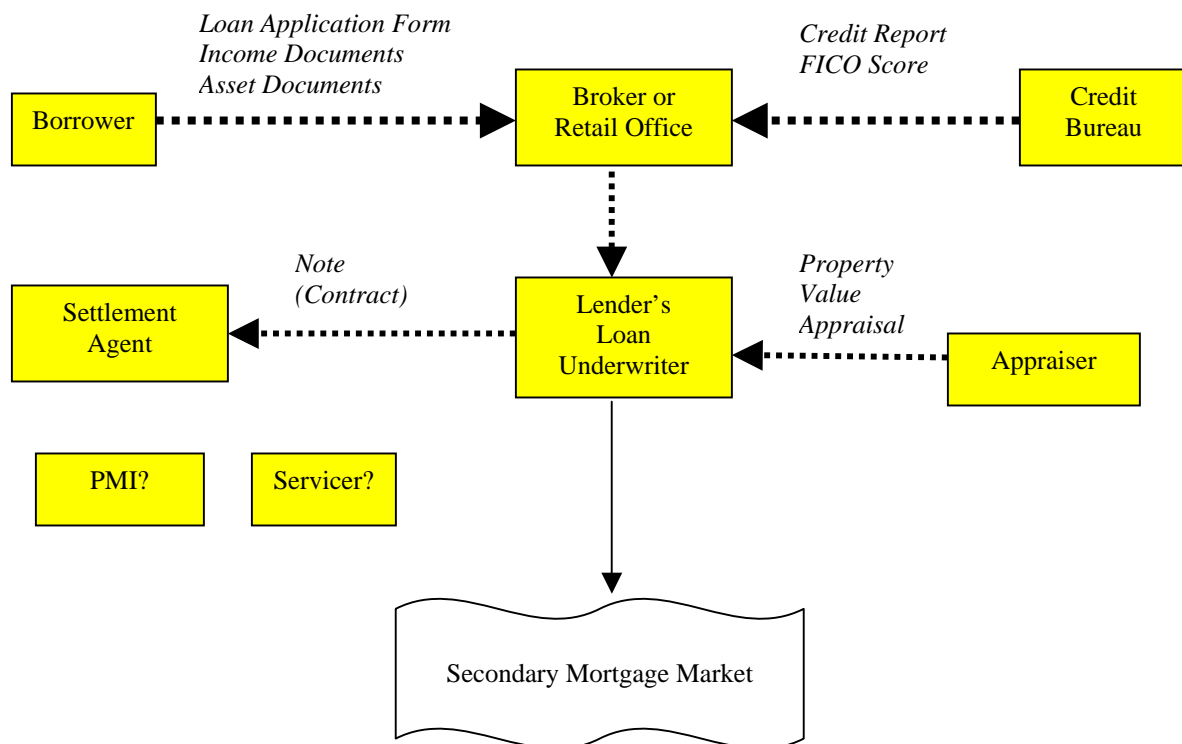 Loan Application Form
Income Documents
Asset Documents
Credit Report
FICO Score
Borrower
Broker or
Retail Office
Credit
Bureau
Note
(Contract)
Property
Value
Appraisal
Settlement
Agent
Lender’s
Loan
Underwriter
Appraiser
PMI?
Servicer?
Secondary Mortgage Market